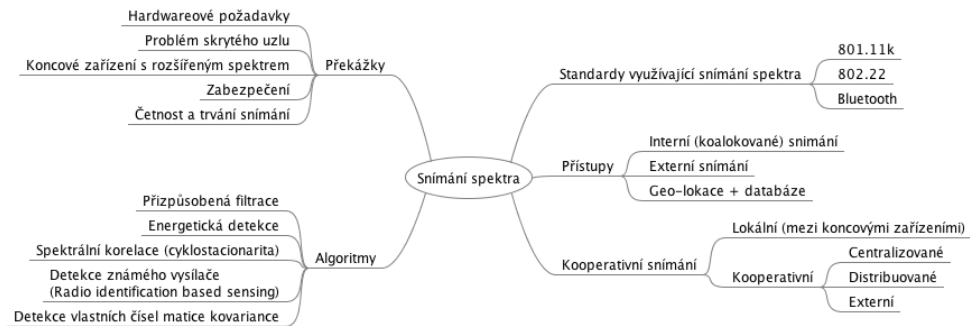 Hardwareové požadavky
Problém skrytého uzlu
Koncové zařízení s rozšířeným spektrem
Zabezpečení
Četnost a trvání snímání
Překážky
Přizpůsobená filtrace
Energetická detekce
Spektrální korelace (cyklostacionarita)
Detekce známého vysílače
(Radio identification based sensing)
Detekce vlastních čísel matice kovariance
Algoritmy
Snímání spektra
Standardy využívající snímání spektra
801.11k
802.22
Bluetooth
Přístupy
Interní (koalokované) snimání
Externí snímání
Geo-lokace + databáze
Kooperativní snímání
Lokální (mezi koncovými zařízeními)
Kooperativní
Centralizované
Distribuované
Externí